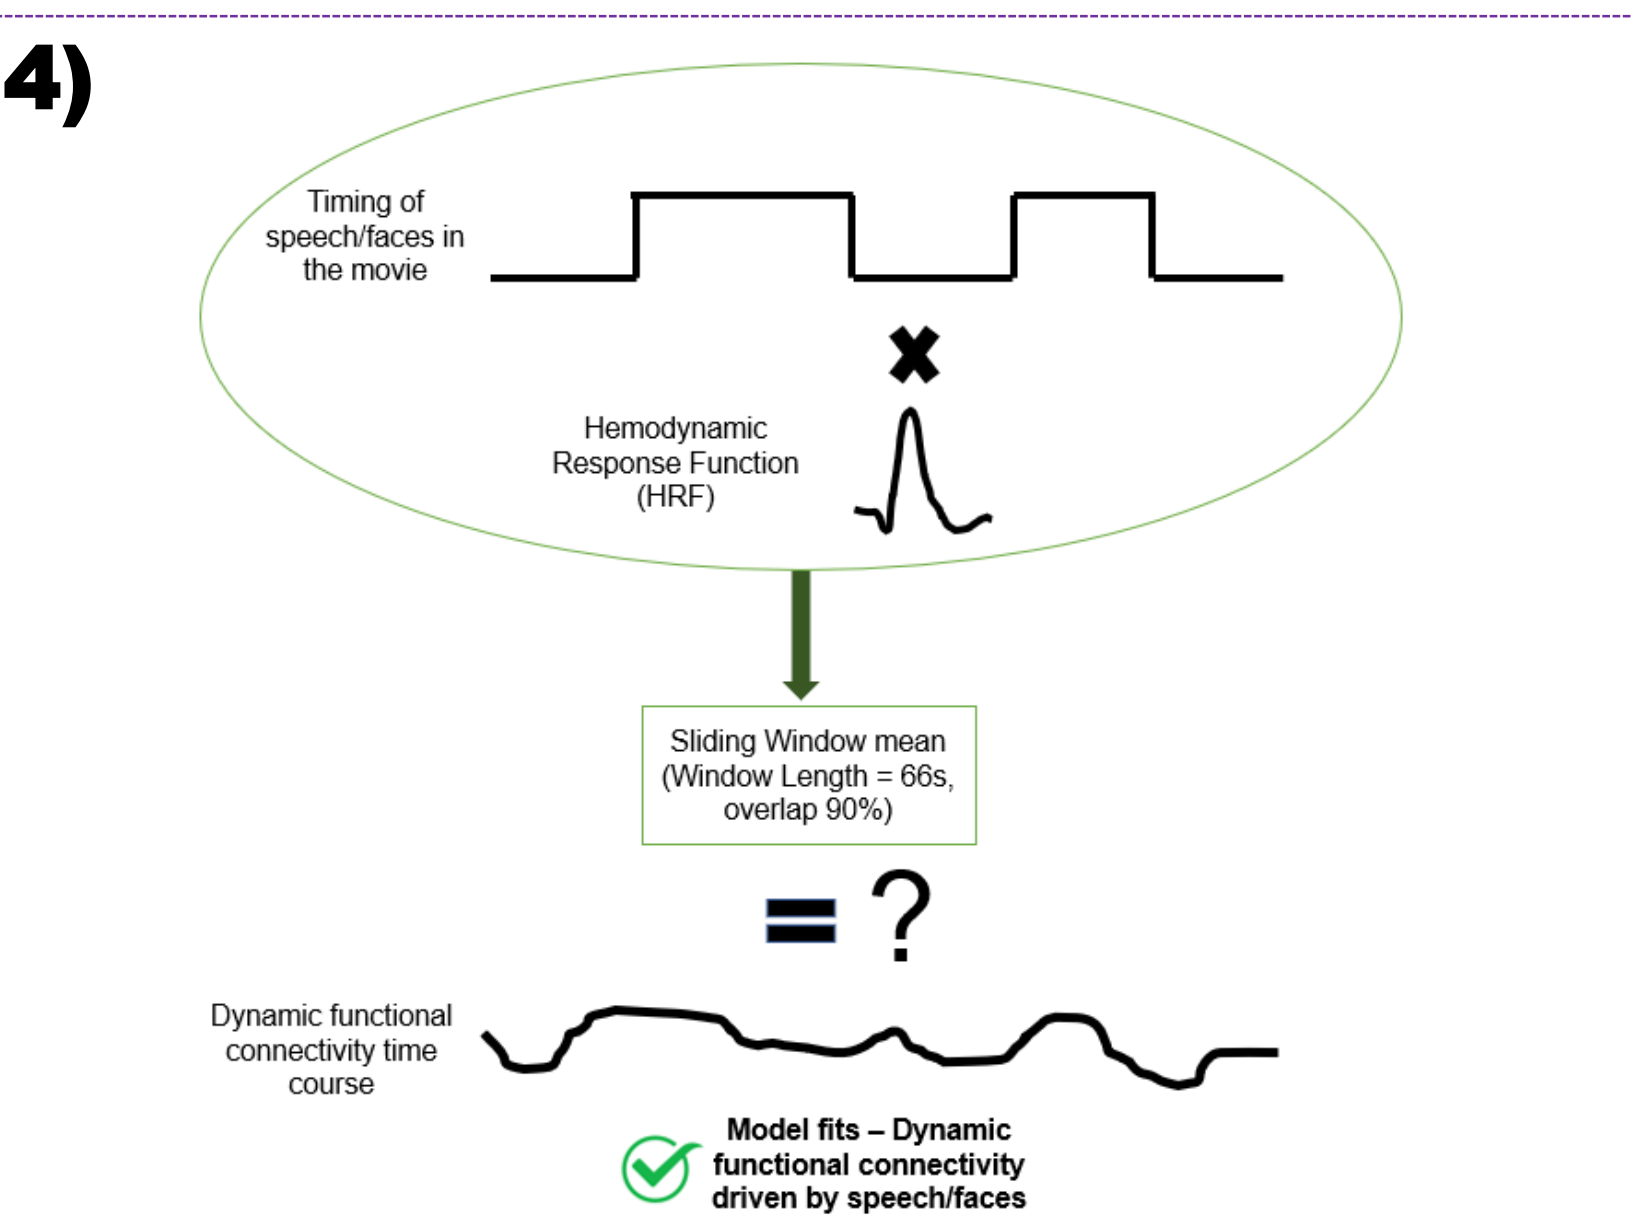 4)
Timing of
speech/faces in
the movie
Hemodynamic
Response Function
(HRF)
Sliding Window mean
(Window Length = 66s,
overlap 90%)
= ?
Dynamic functional
connectivity time
course
Model fits – Dynamic
functional connectivity
driven by speech/faces